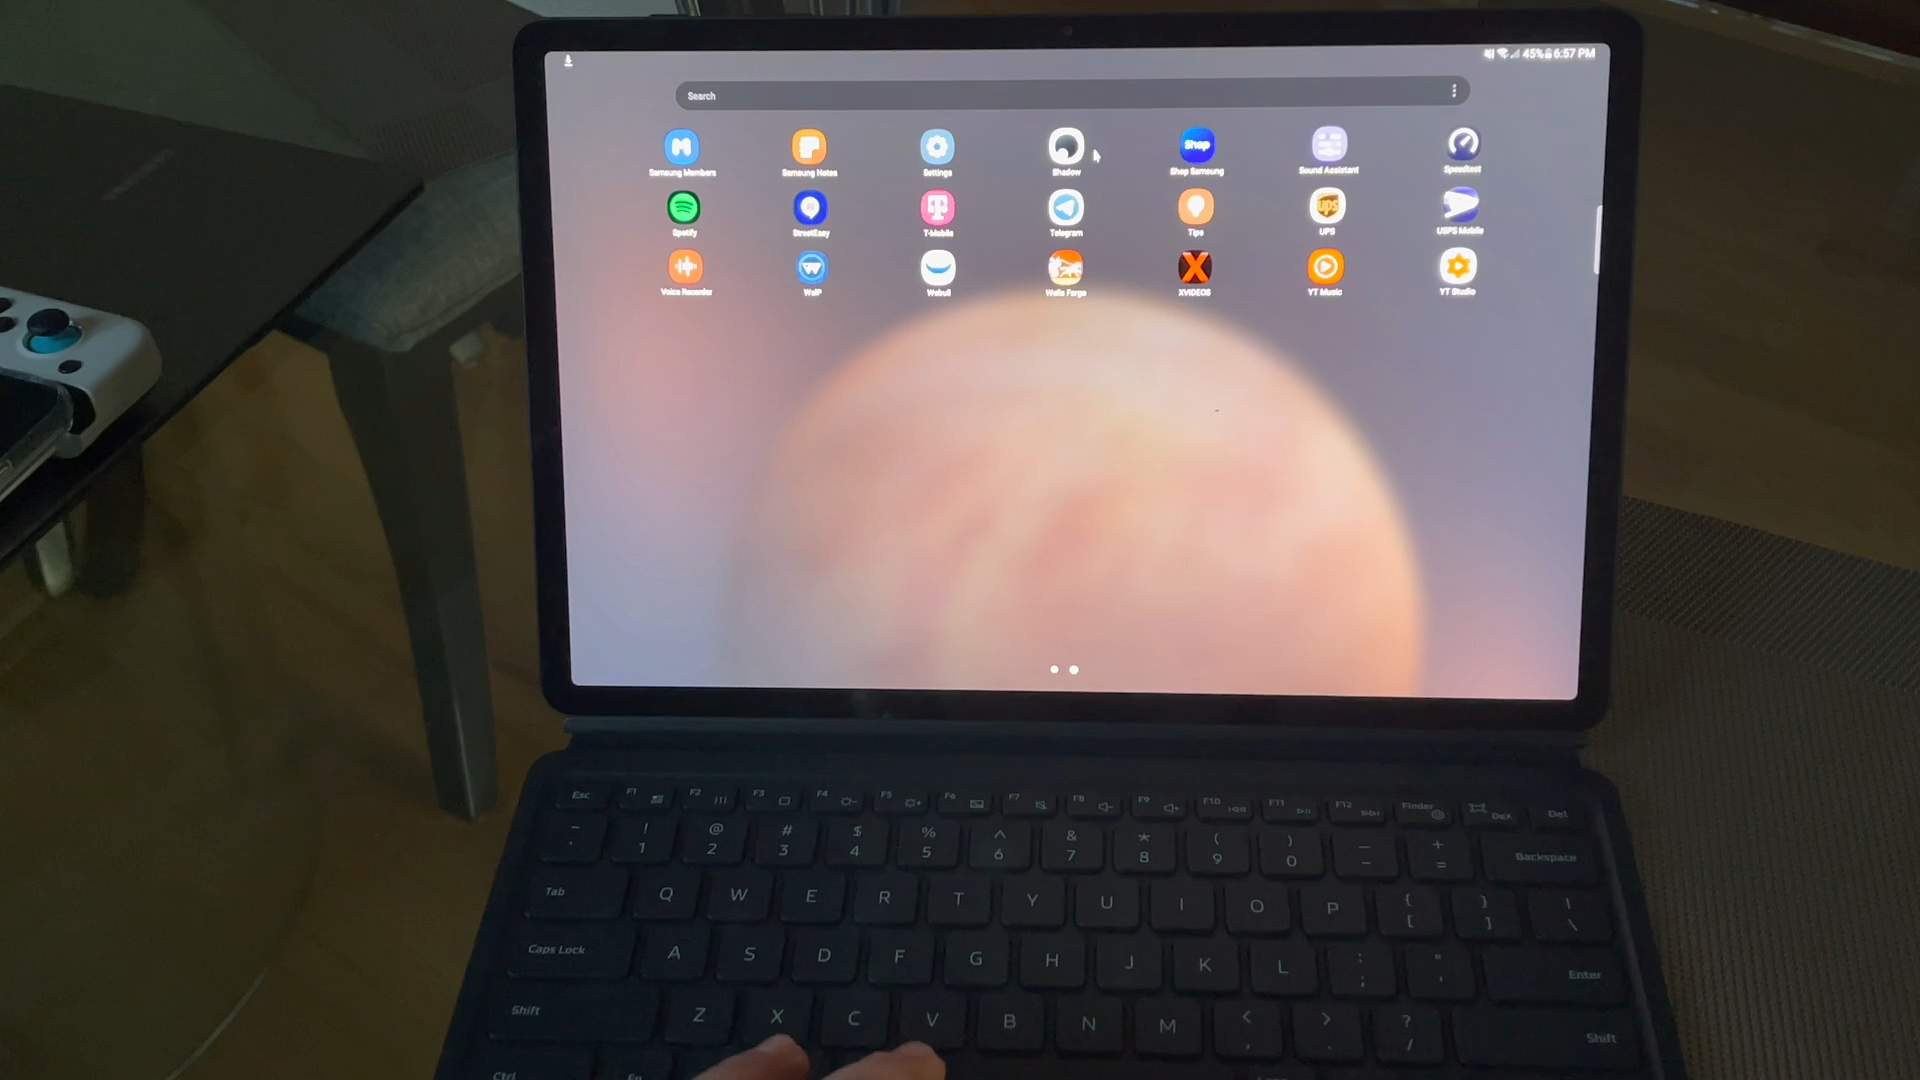 45% 6:57 PM
Search
Shop
Samsung Members Samsung Notes Settings Shadow Shop Samsung Sound Assistant Speedtest
ups
Spotify StreetEasy T-Mobile Telegram Tips UPS USPS Mobile
Voice Recorder Webull Wells Fargo XVIDEOS YT Music YT Studio
Esc F1 F2 F3 F4 F5 F6 F7 F8 F9 F10 F11 F12 Finder DeX Del
! @ # $ % ^ & * ( ) _ +
1 2 3 4 5 6 7 8 9 0 - = Backspace
Tab Q W E R T Y U I O P { [ } ] \
Caps Lock A S D F G H J K L : ; " ' Enter
Shift Z X C V B N M < , > . ? / Shift
Ctrl Fn